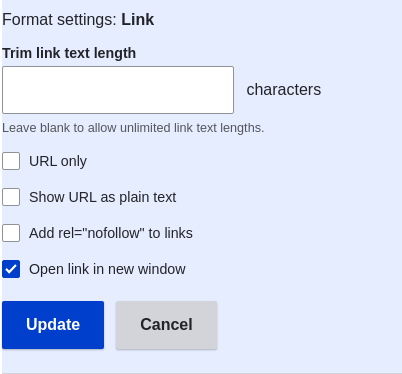 Format settings: Link
Trim link text length
characters
Leave blank to allow unlimited link text lengths.
URL only
Show URL as plain text
Add rel="nofollow" to links
Open link in new window
Update Cancel